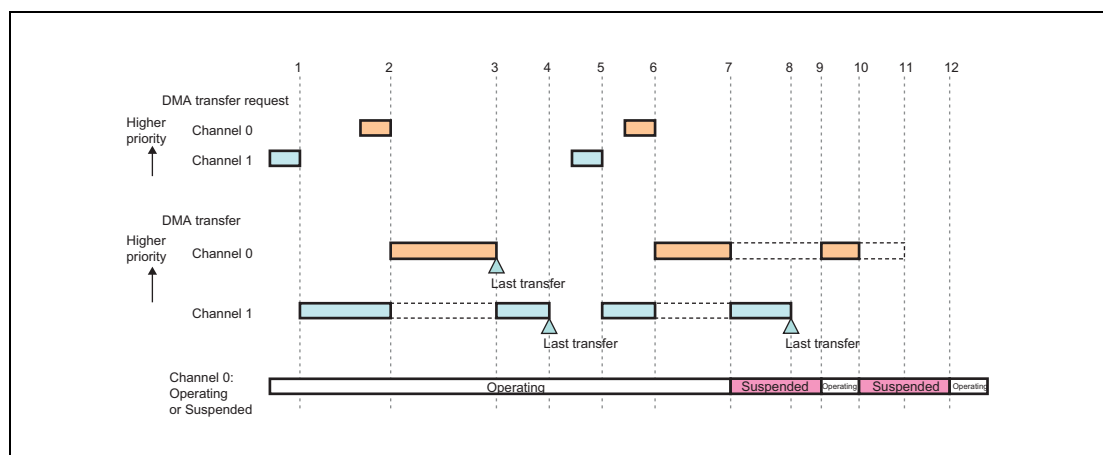 1 2 3 4 5 6 7 8 9 10 11 12
DMA transfer request
Higher
priority
Channel 0
Channel 1
DMA transfer
Higher
priority
Channel 0
Last transfer
Channel 1
Last transfer
Last transfer
Channel 0:
Operating
or Suspended
Operating
Suspended
Operating
Suspended
Operating